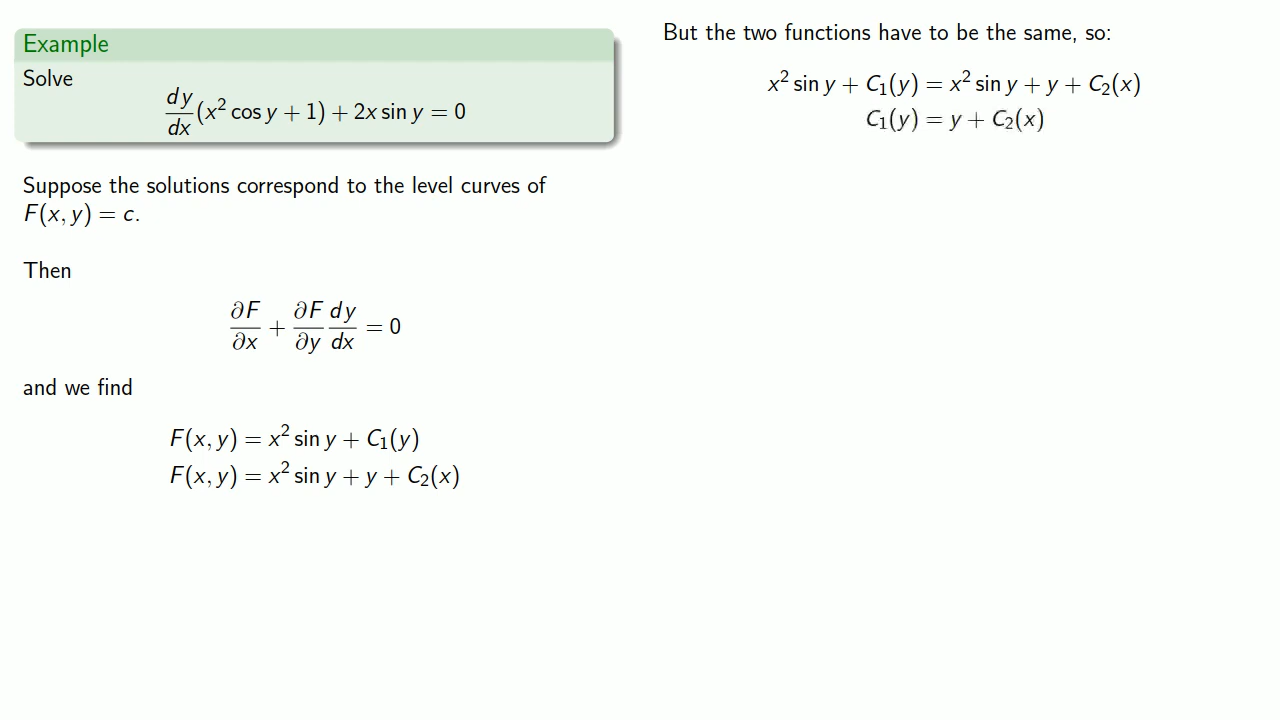 Example
Solve
dy/dx (x² cos y + 1) + 2x sin y = 0
Suppose the solutions correspond to the level curves of
F(x, y) = c.
Then
∂F/∂x + ∂F/∂y dy/dx = 0
and we find
F(x, y) = x² sin y + C₁(y)
F(x, y) = x² sin y + y + C₂(x)
But the two functions have to be the same, so:
x² sin y + C₁(y) = x² sin y + y + C₂(x)
C₁(y) = y + C₂(x)